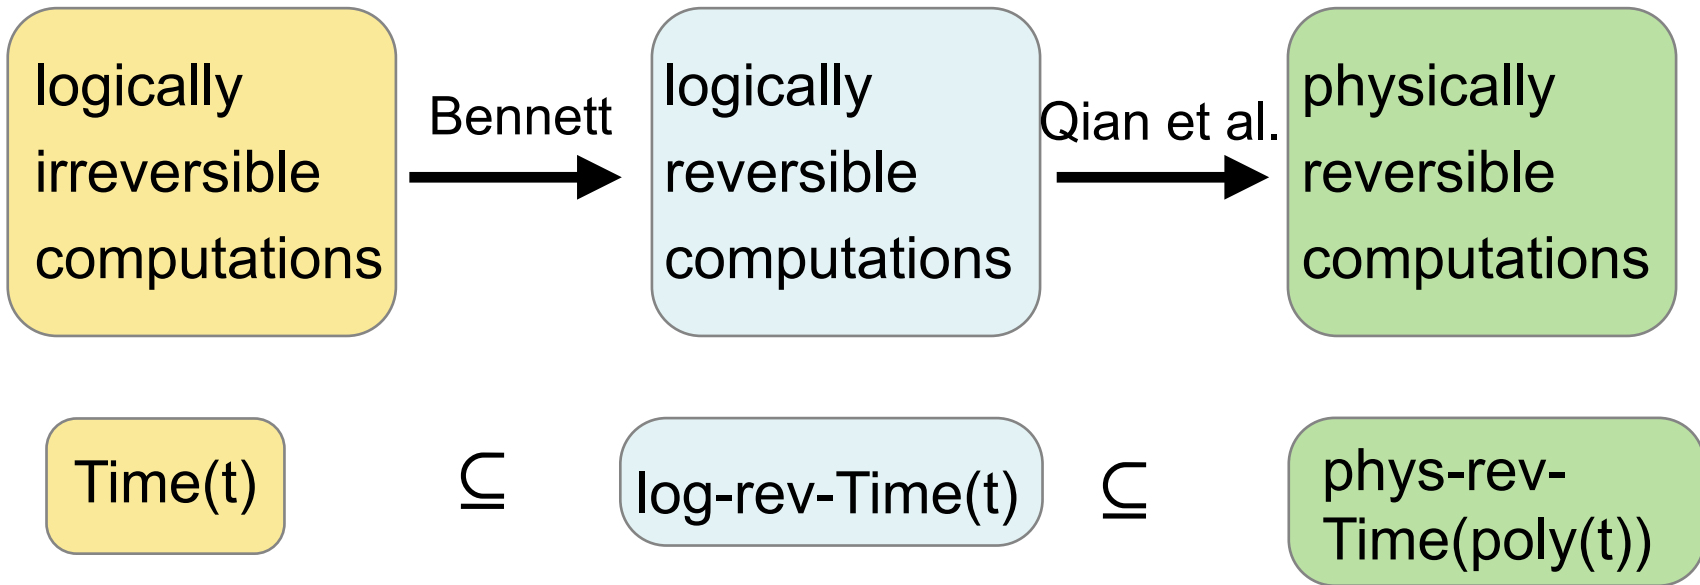 logically
irreversible
computations
Bennett
logically
reversible
computations
Qian et al.
physically
reversible
computations
Time(t)
⊆
log-rev-Time(t)
⊆
phys-rev-
Time(poly(t))